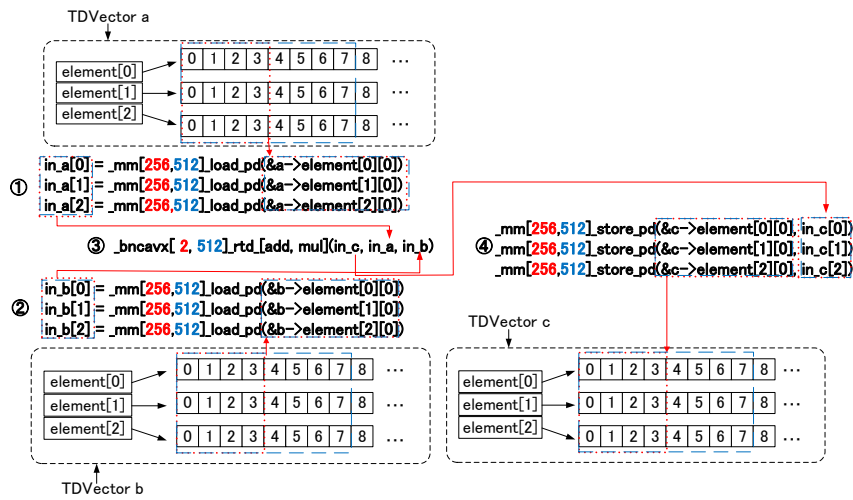 TDVector a
element[0]
element[1]
element[2]
0 1 2 3 4 5 6 7 8 ...
0 1 2 3 4 5 6 7 8 ...
0 1 2 3 4 5 6 7 8 ...
①
in_a[0] = _mm[256,512]_load_pd(&a->element[0][0])
in_a[1] = _mm[256,512]_load_pd(&a->element[1][0])
in_a[2] = _mm[256,512]_load_pd(&a->element[2][0])
③ _bncavx[ 2, 512]_rtd_[add, mul](in_c, in_a, in_b)
②
in_b[0] = _mm[256,512]_load_pd(&b->element[0][0])
in_b[1] = _mm[256,512]_load_pd(&b->element[1][0])
in_b[2] = _mm[256,512]_load_pd(&b->element[2][0])
element[0]
element[1]
element[2]
0 1 2 3 4 5 6 7 8 ...
0 1 2 3 4 5 6 7 8 ...
0 1 2 3 4 5 6 7 8 ...
TDVector b
④
_mm[256,512]_store_pd(&c->element[0][0], in_c[0])
_mm[256,512]_store_pd(&c->element[1][0], in_c[1])
_mm[256,512]_store_pd(&c->element[2][0], in_c[2])
TDVector c
element[0]
element[1]
element[2]
0 1 2 3 4 5 6 7 8 ...
0 1 2 3 4 5 6 7 8 ...
0 1 2 3 4 5 6 7 8 ...